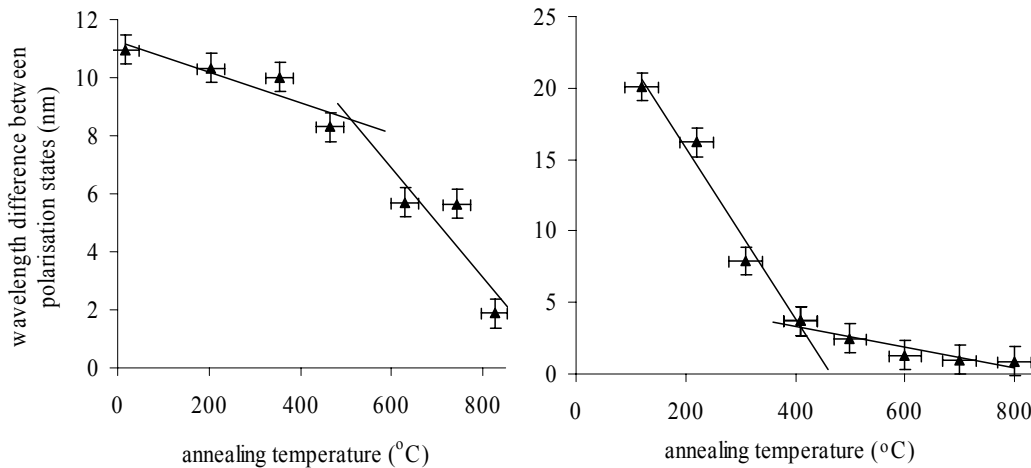 wavelength difference between
polarisation states (nm)
12
10
8
6
4
2
0
0 200 400 600 800
annealing temperature (°C)
25
20
15
10
5
0
0 200 400 600 800
annealing temperature (°C)